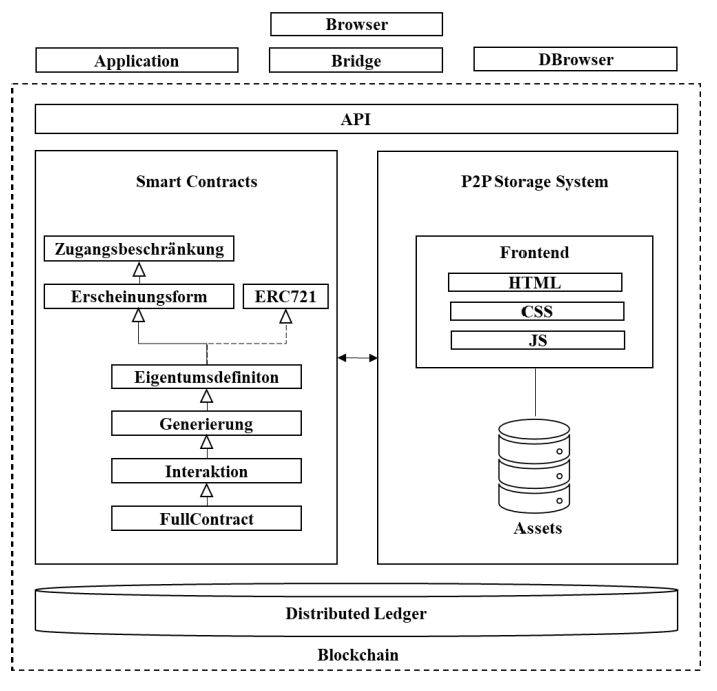 Browser
Application
Bridge
DBrowser
API
Smart Contracts
Zugangsbeschränkung
Erscheinungsform
ERC721
Eigentumsdefiniton
Generierung
Interaktion
FullContract
P2P Storage System
Frontend
HTML
CSS
JS
Assets
Distributed Ledger
Blockchain